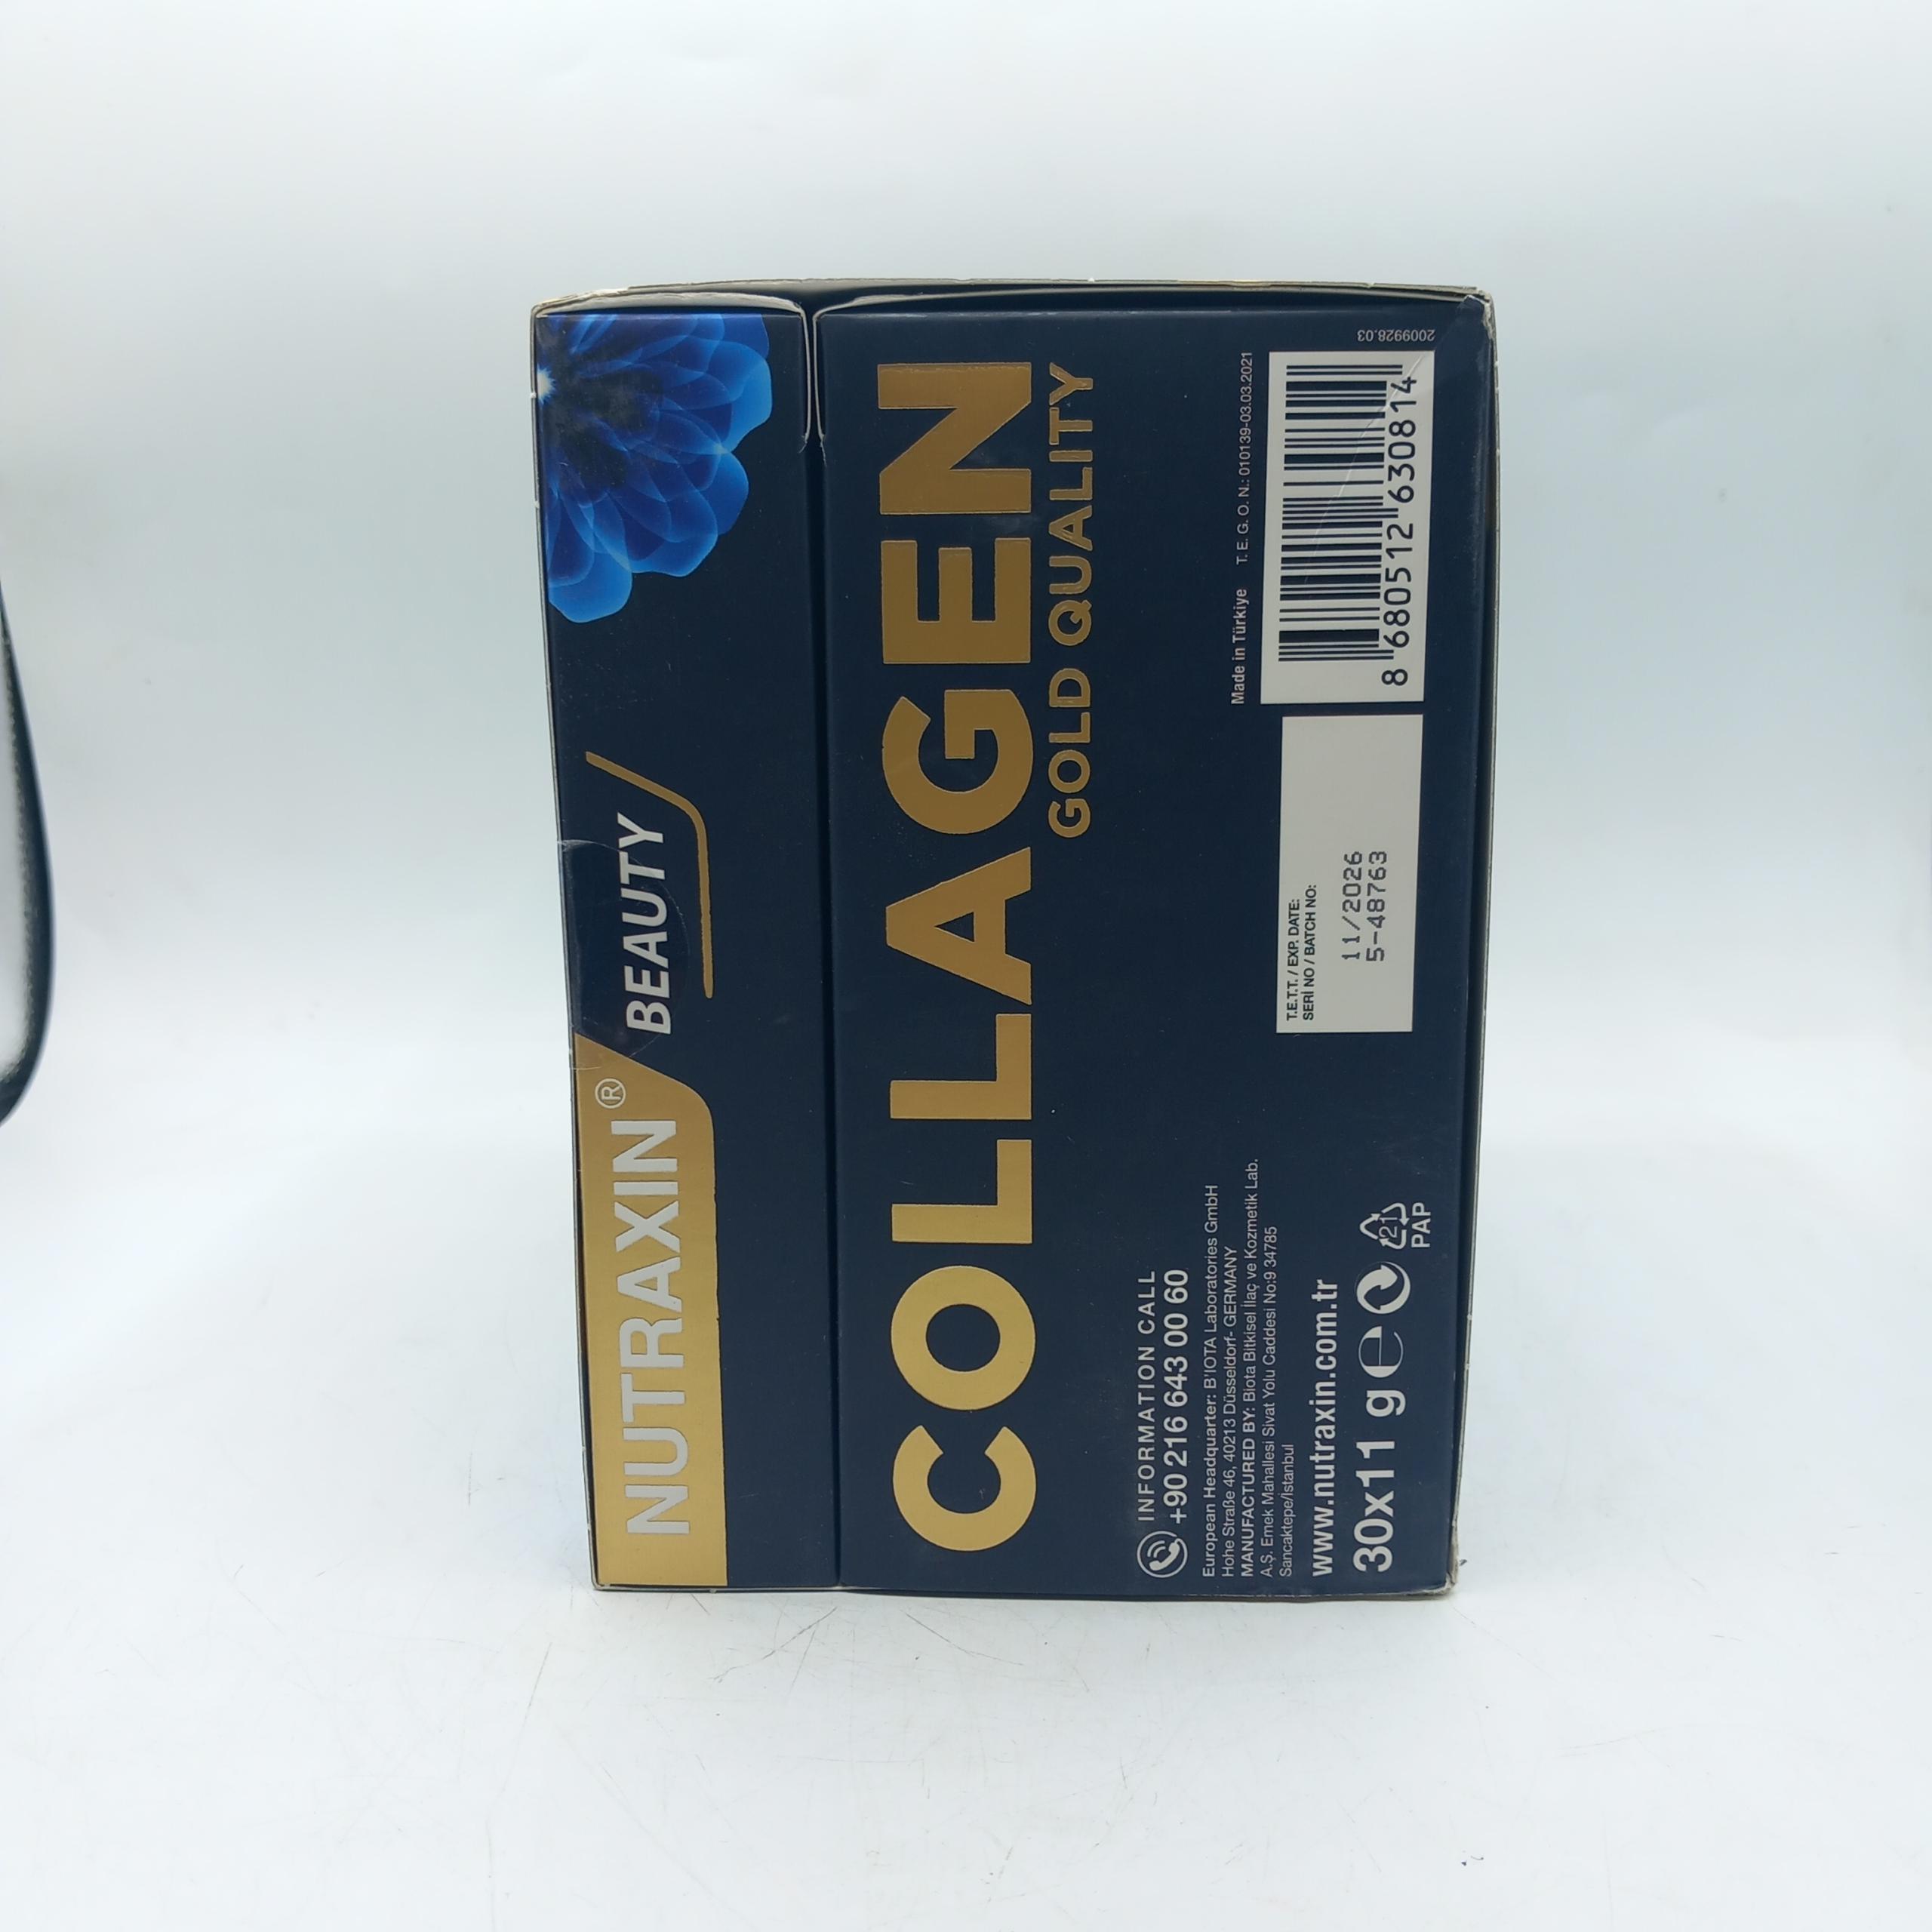 NUTRAXIN® BEAUTY
COLLAGEN
GOLD QUALITY
INFORMATION CALL
+90 216 643 00 60
European Headquarter: B'IOTA Laboratories GmbH
Hohe Straße 46, 40213 Düsseldorf- GERMANY
MANUFACTURED BY: Biota Bitkisel İlaç ve Kozmetik Lab.
A.Ş. Emek Mahallesi Sivat Yolu Caddesi No:9 34785
Sancaktepe/İstanbul
www.nutraxin.com.tr
30x11 g e
21
PAP
T.E.T.T. / EXP. DATE:
SERİ NO / BATCH NO:
11/2026
5-48763
Made in Türkiye T. E. G. O. N.: 010139-03.03.2021
8 680512 630814
2009928.03